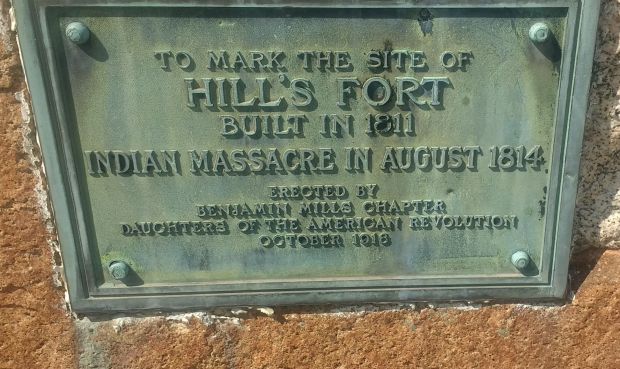 TO MARK THE SITE OF
HILL'S FORT
BUILT IN 1811
INDIAN MASSACRE IN AUGUST 1814
ERECTED BY
BENJAMIN MILLS CHAPTER
DAUGHTERS OF THE AMERICAN REVOLUTION
OCTOBER 1916